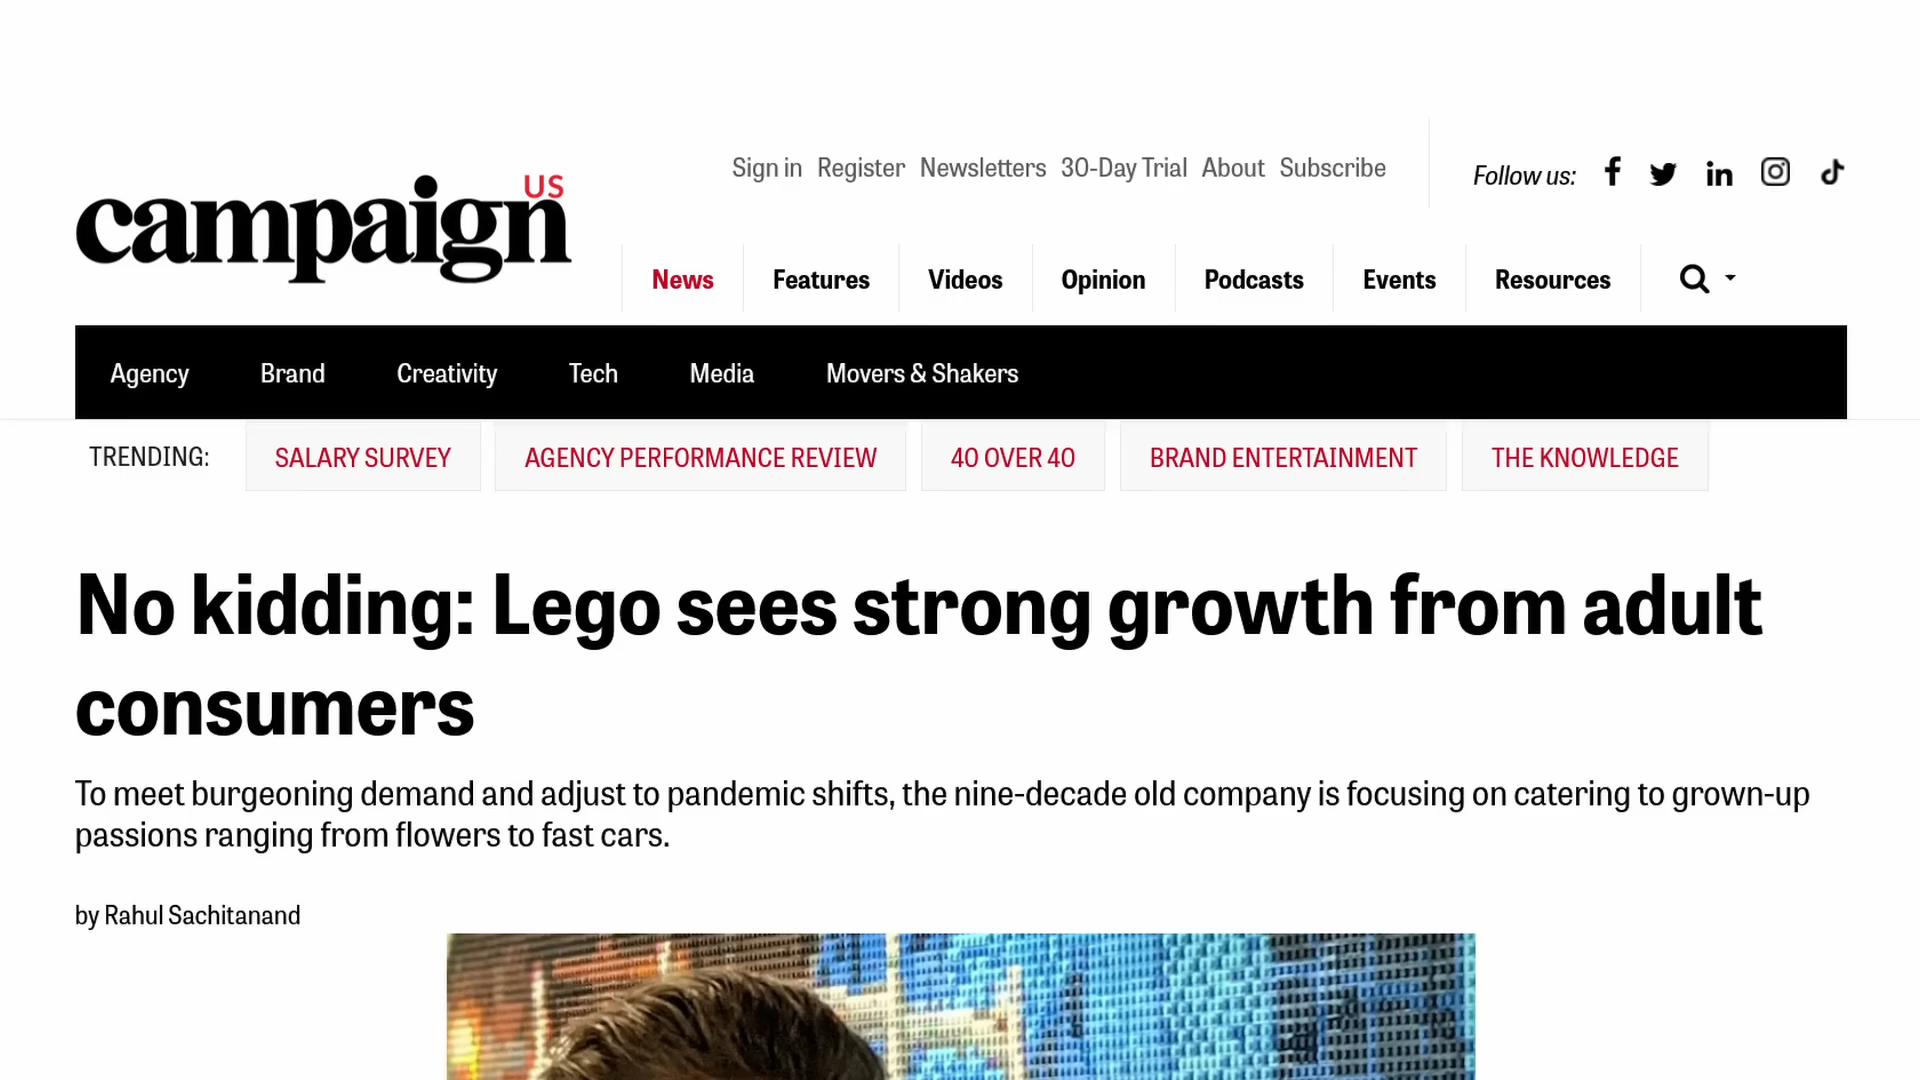 campaign US
Sign in Register Newsletters 30-Day Trial About Subscribe
Follow us:
News Features Videos Opinion Podcasts Events Resources
Agency Brand Creativity Tech Media Movers & Shakers
TRENDING: SALARY SURVEY AGENCY PERFORMANCE REVIEW 40 OVER 40 BRAND ENTERTAINMENT THE KNOWLEDGE
No kidding: Lego sees strong growth from adult
consumers
To meet burgeoning demand and adjust to pandemic shifts, the nine-decade old company is focusing on catering to grown-up
passions ranging from flowers to fast cars.
by Rahul Sachitanand